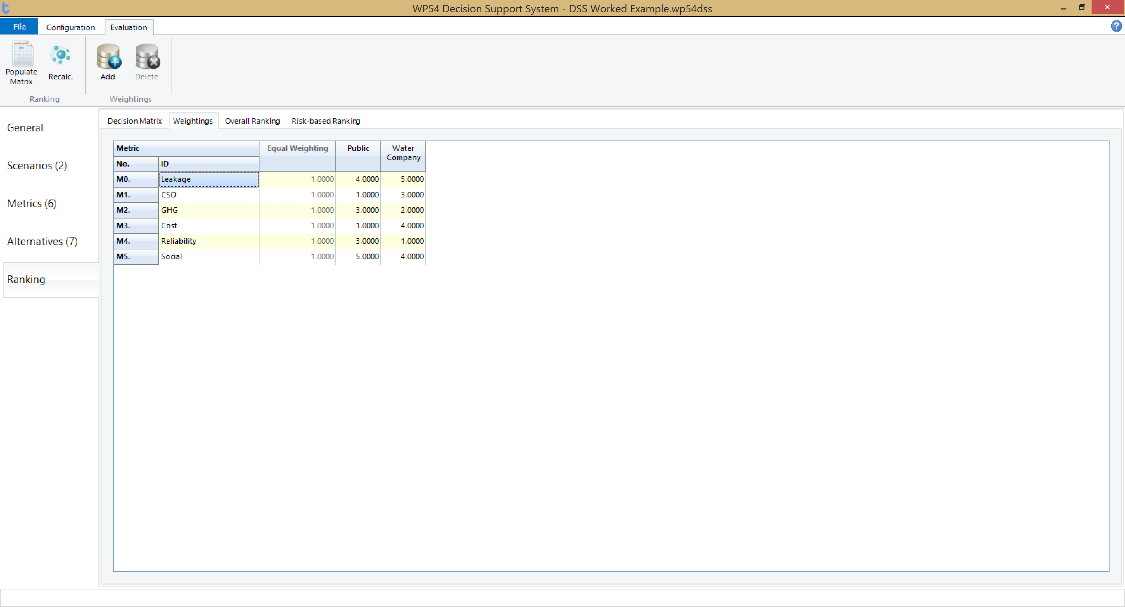 WP54 Decision Support System - DSS Worked Example.wp54dss
File Configuration Evaluation
Populate Matrix Recalc. Add Delete
Ranking Weightings
General
Scenarios (2)
Metrics (6)
Alternatives (7)
Ranking
Decision Matrix Weightings Overall Ranking Risk-based Ranking
Metric Equal Weighting Public Water Company
No. ID
M0. Leakage 1.0000 4.0000 5.0000
M1. CSO 1.0000 1.0000 3.0000
M2. GHG 1.0000 3.0000 2.0000
M3. Cost 1.0000 1.0000 4.0000
M4. Reliability 1.0000 3.0000 1.0000
M5. Social 1.0000 5.0000 4.0000